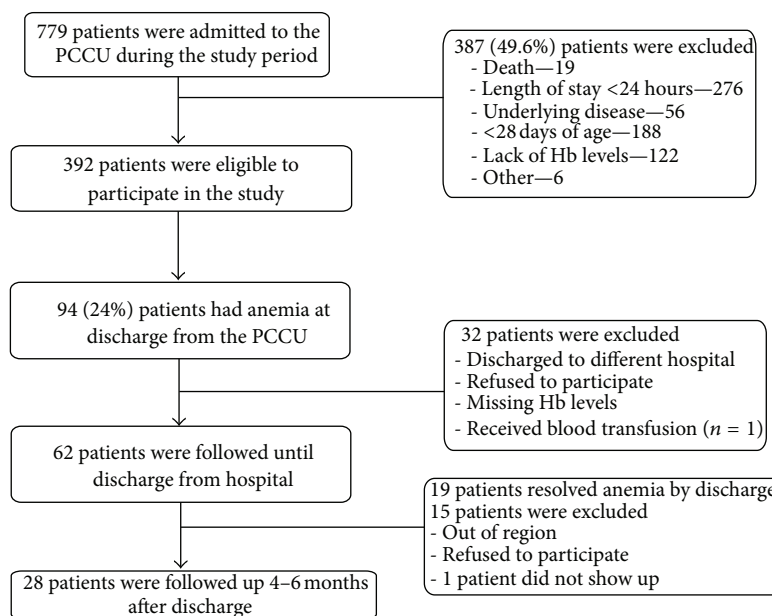 779 patients were admitted to the
PCCU during the study period
387 (49.6%) patients were excluded
- Death—19
- Length of stay <24 hours—276
- Underlying disease—56
- <28 days of age—188
- Lack of Hb levels—122
- Other—6
392 patients were eligible to
participate in the study
94 (24%) patients had anemia at
discharge from the PCCU
32 patients were excluded
- Discharged to different hospital
- Refused to participate
- Missing Hb levels
- Received blood transfusion (n = 1)
62 patients were followed until
discharge from hospital
19 patients resolved anemia by discharge
15 patients were excluded
- Out of region
- Refused to participate
- 1 patient did not show up
28 patients were followed up 4–6 months
after discharge